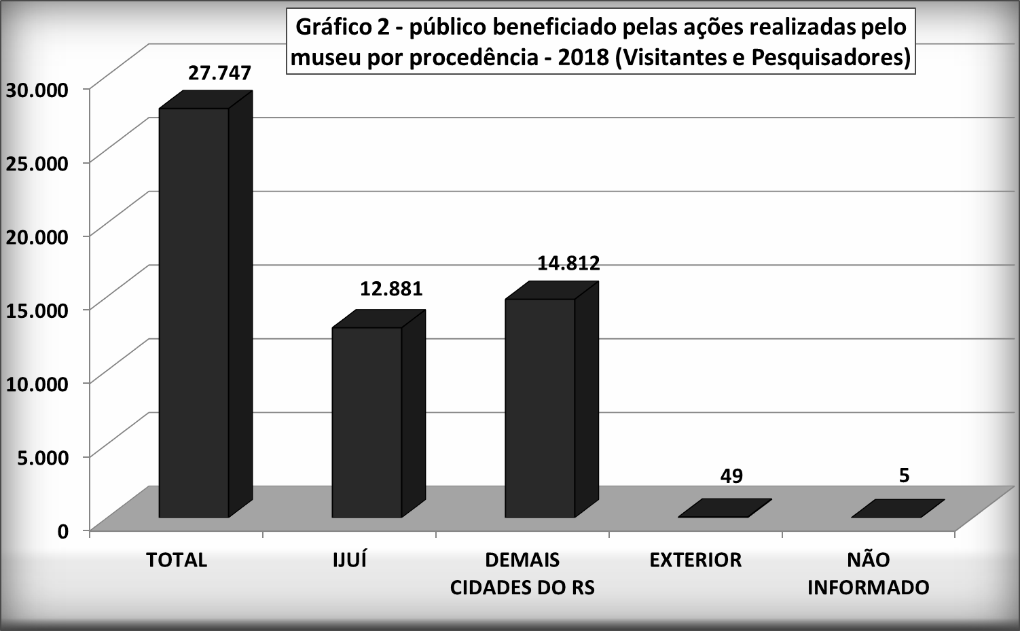 Gráfico 2 - público beneficiado pelas ações realizadas pelo
museu por procedência - 2018 (Visitantes e Pesquisadores)
30.000
25.000
20.000
15.000
10.000
5.000
0
27.747
12.881
14.812
49
5
TOTAL
IJUÍ
DEMAIS
CIDADES DO RS
EXTERIOR
NÃO
INFORMADO